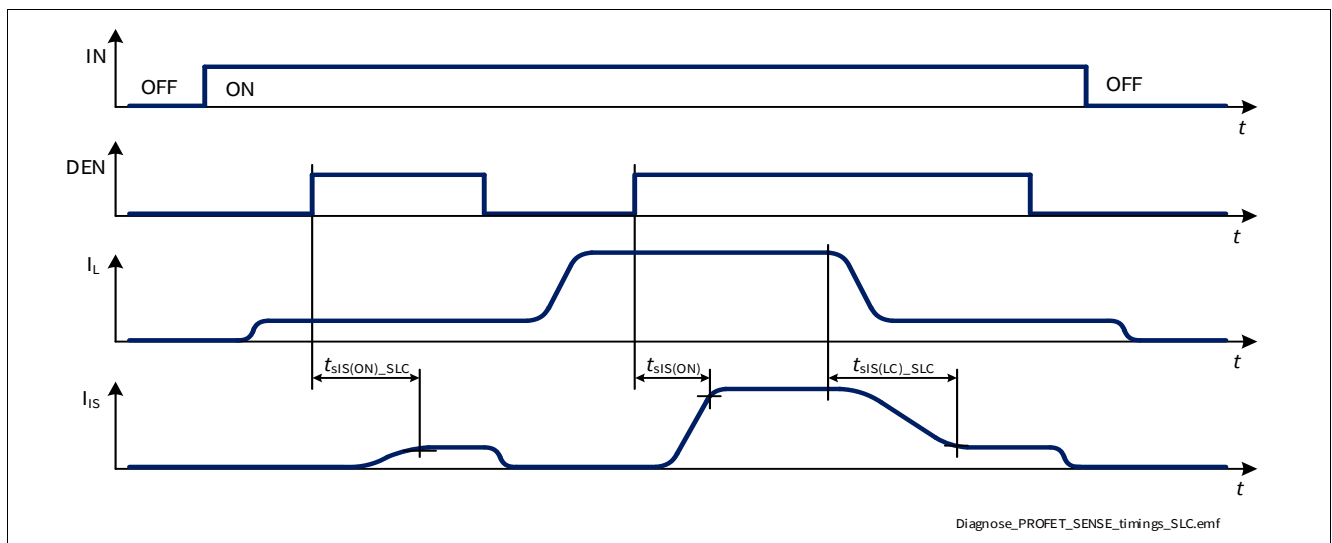 IN
OFF
ON
OFF
t
DEN
t
IL
t
tsIS(ON)_SLC
tsIS(ON)
tsIS(LC)_SLC
IIS
t
Diagnose_PROFET_SENSE_timings_SLC.emf